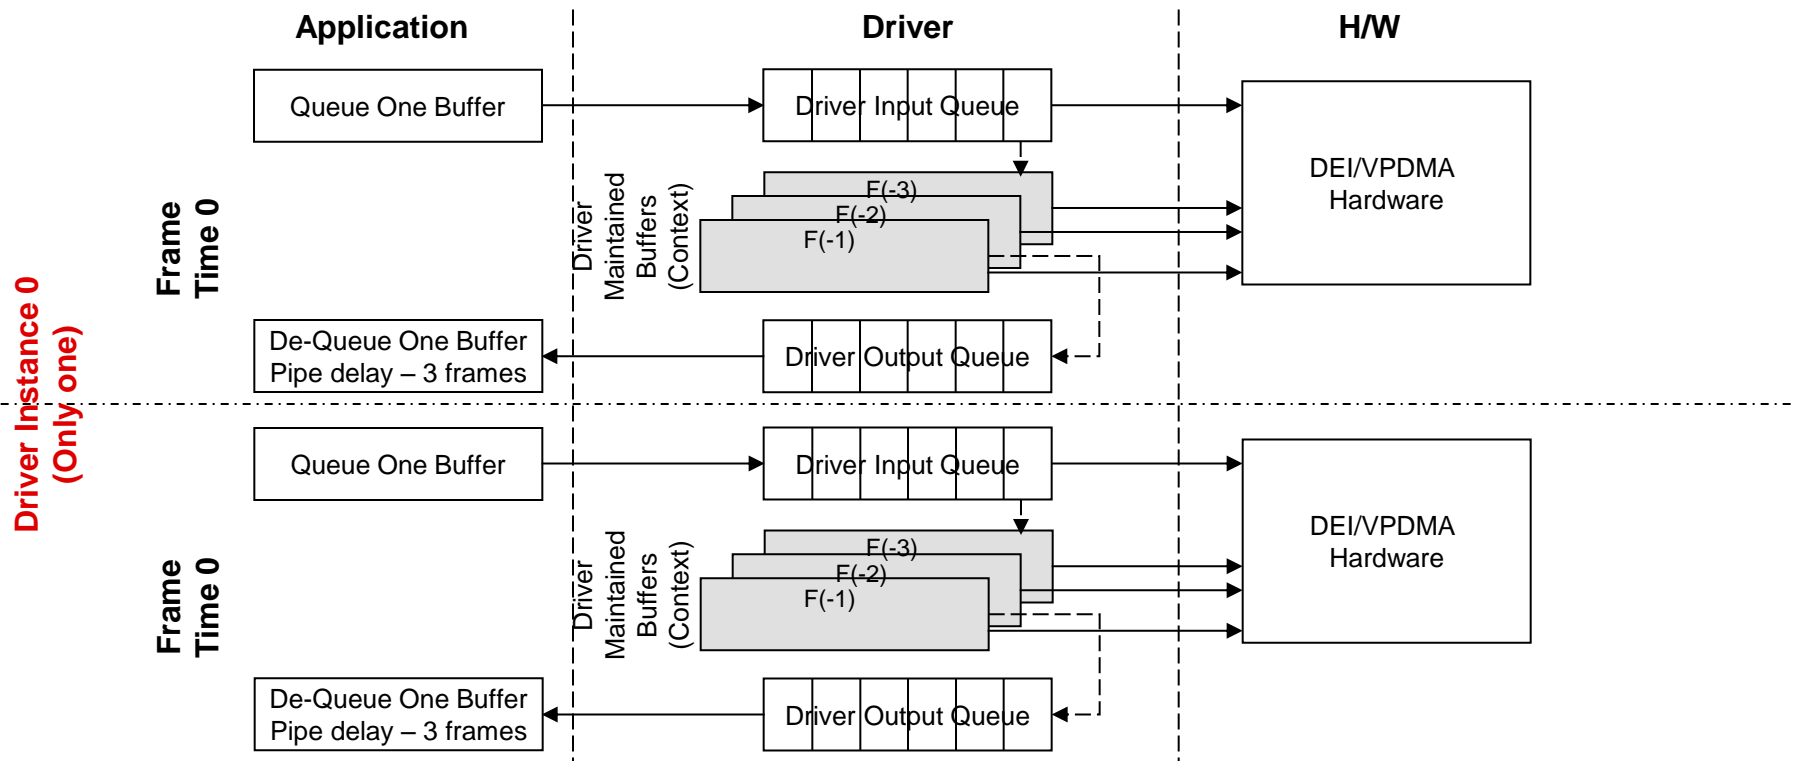 Application
Driver
H/W
Queue One Buffer
Driver Input Queue
DEI/VPDMA
Hardware
F(-3)
F(-2)
F(-1)
Driver
Maintained
Buffers
(Context)
Frame
Time 0
De-Queue One Buffer
Pipe delay – 3 frames
Driver Output Queue
Driver Instance 0
(Only one)
Queue One Buffer
Driver Input Queue
DEI/VPDMA
Hardware
F(-3)
F(-2)
F(-1)
Driver
Maintained
Buffers
(Context)
Frame
Time 0
De-Queue One Buffer
Pipe delay – 3 frames
Driver Output Queue